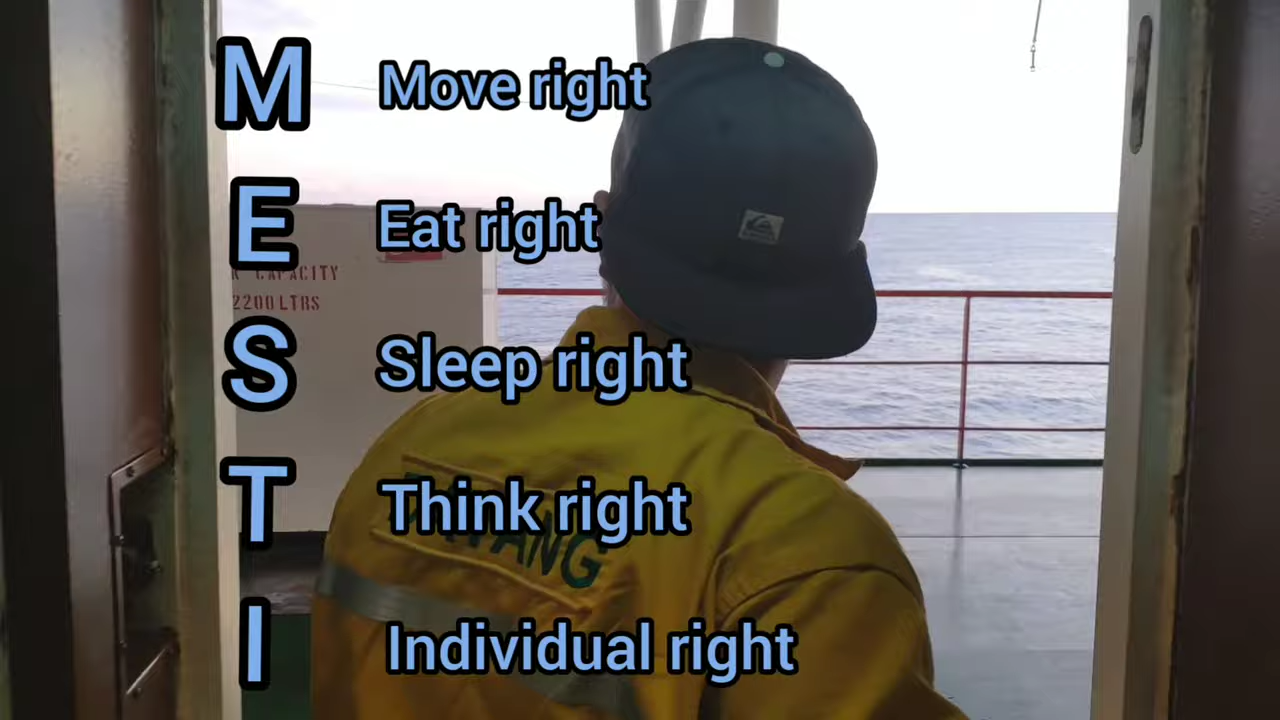 M Move right
E Eat right
CAPACITY
2200 LTRS
S Sleep right
T Think right
I Individual right